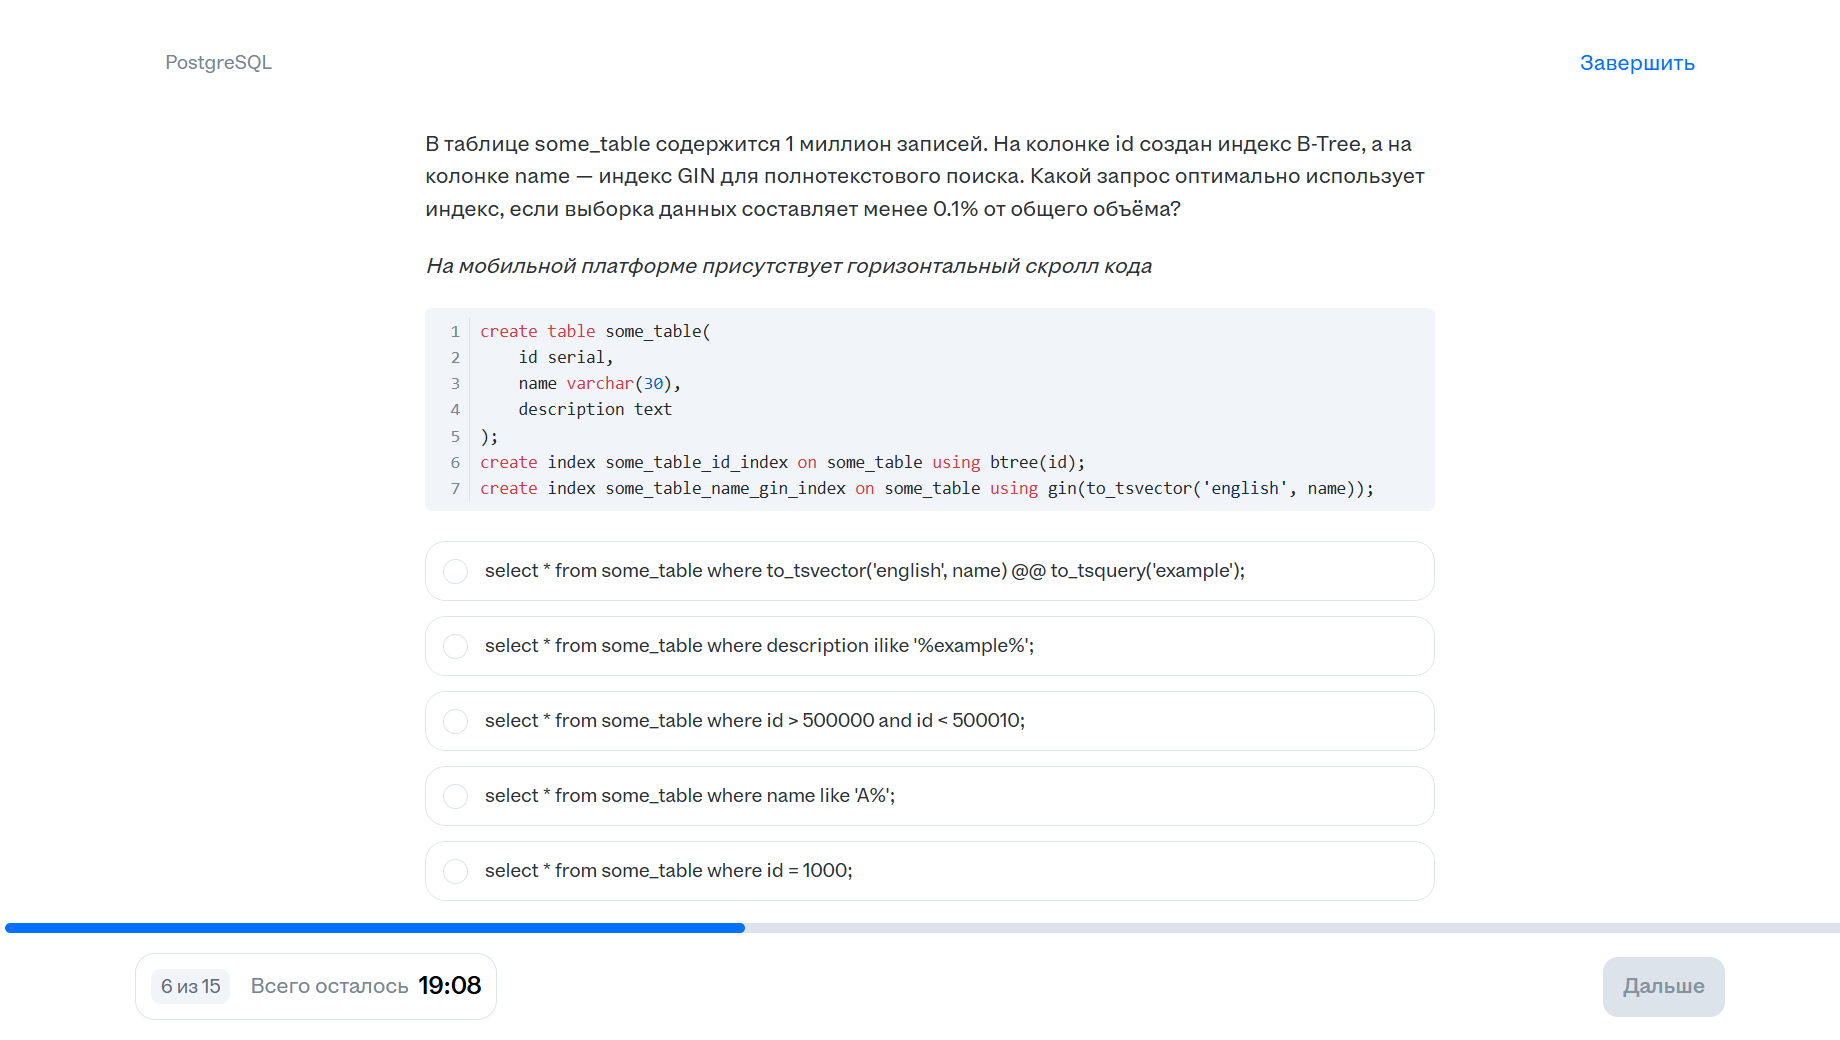 PostgreSQL
Завершить
В таблице some_table содержится 1 миллион записей. На колонке id создан индекс B-Tree, а на
колонке name — индекс GIN для полнотекстового поиска. Какой запрос оптимально использует
индекс, если выборка данных составляет менее 0.1% от общего объёма?
На мобильной платформе присутствует горизонтальный скролл кода
1 create table some_table(
2 id serial,
3 name varchar(30),
4 description text
5 );
6 create index some_table_id_index on some_table using btree(id);
7 create index some_table_name_gin_index on some_table using gin(to_tsvector('english', name));
select * from some_table where to_tsvector('english', name) @@ to_tsquery('example');
select * from some_table where description ilike '%example%';
select * from some_table where id > 500000 and id < 500010;
select * from some_table where name like 'A%';
select * from some_table where id = 1000;
6 из 15 Всего осталось 19:08
Дальше